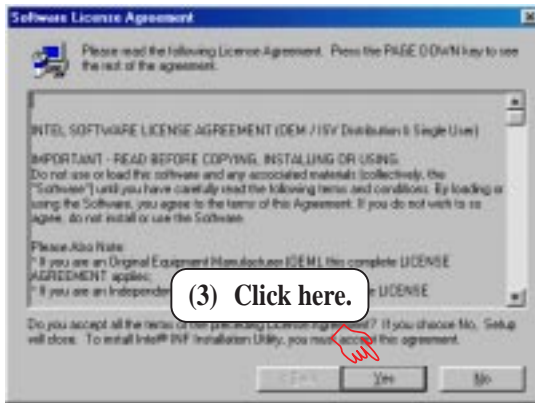 Software License Agreement
Please read the following License Agreement. Press the PAGE DOWN key to see
the rest of the agreement.
INTEL SOFTWARE LICENSE AGREEMENT (OEM / ISV Distribution & Single User)
IMPORTANT - READ BEFORE COPYING, INSTALLING OR USING.
Do not use or load this software and any associated materials (collectively, the
"Software") until you have carefully read the following terms and conditions. By loading or
using the Software, you agree to the terms of this Agreement. If you do not wish to so
agree, do not install or use the Software.
Please Also Note:
* If you are an Original Equipment Manufacturer (OEM), this complete LICENSE
AGREEMENT applies;
* If you are an Independent LICENSE
(3) Click here.
Do you accept all the terms of the preceding License Agreement? If you choose No, Setup
will close. To install Intel® INF Installation Utility, you must accept this agreement.
< Back
Yes
No